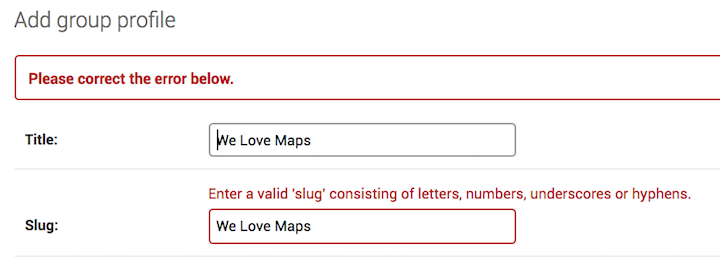 Add group profile
Please correct the error below.
Title:
We Love Maps
Enter a valid 'slug' consisting of letters, numbers, underscores or hyphens.
Slug:
We Love Maps